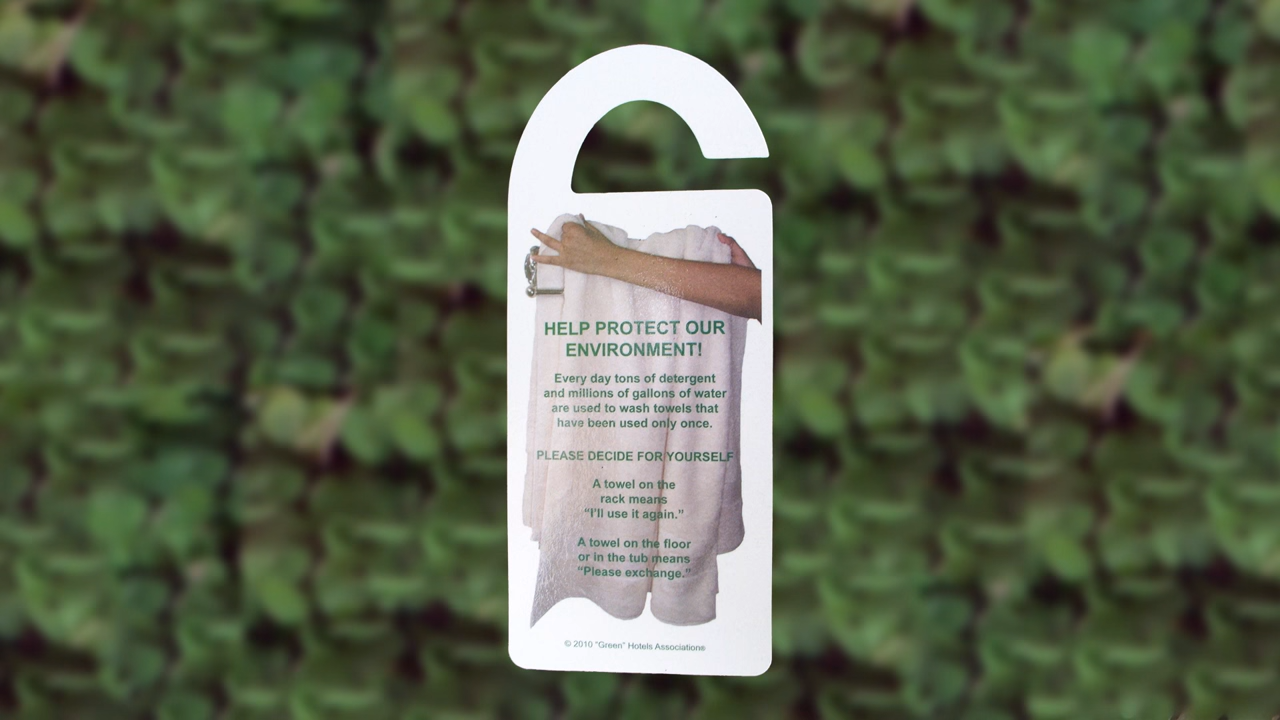 HELP PROTECT OUR
ENVIRONMENT!
Every day tons of detergent
and millions of gallons of water
are used to wash towels that
have been used only once.
PLEASE DECIDE FOR YOURSELF
A towel on the
rack means
“I’ll use it again.”
A towel on the floor
or in the tub means
“Please exchange.”
© 2010 “Green” Hotels Association®